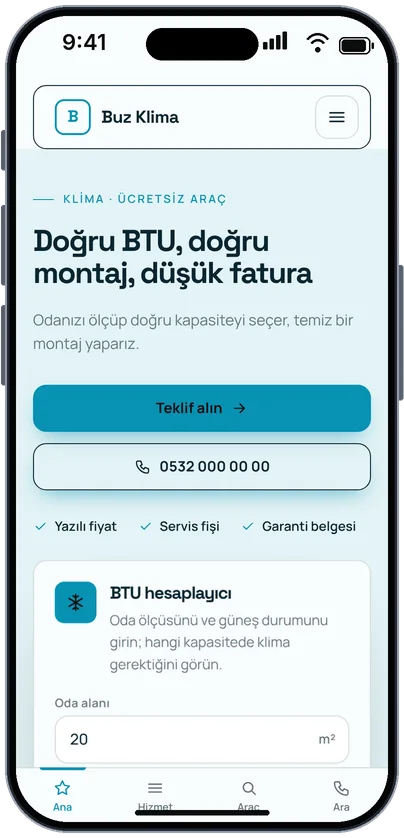 9:41
B
Buz Klima
KLİMA · ÜCRETSİZ ARAÇ
Doğru BTU, doğru
montaj, düşük fatura
Odanızı ölçüp doğru kapasiteyi seçer, temiz bir
montaj yaparız.
Teklif alın →
0532 000 00 00
✓ Yazılı fiyat ✓ Servis fişi ✓ Garanti belgesi
BTU hesaplayıcı
Oda ölçüsünü ve güneş durumunu
girin; hangi kapasitede klima
gerektiğini görün.
Oda alanı
20 m²
Ana Hizmet Araç Ara